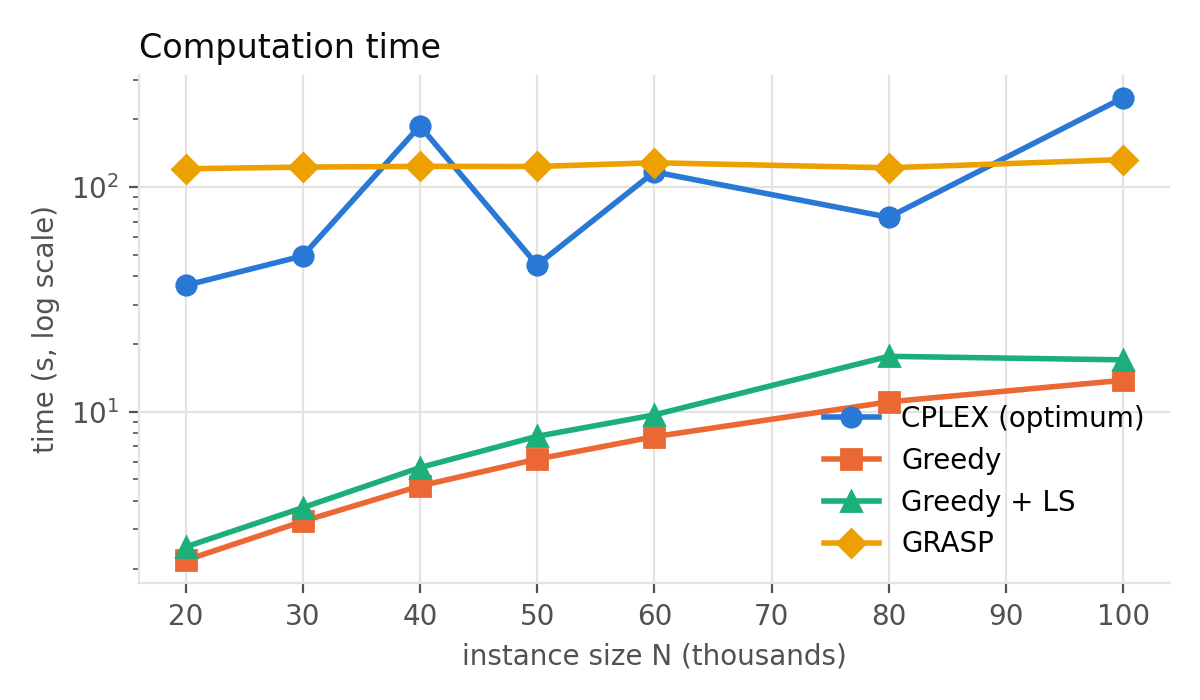 Computation time
time (s, log scale)
10²
10¹
CPLEX (optimum)
Greedy
Greedy + LS
GRASP
20 30 40 50 60 70 80 90 100
instance size N (thousands)